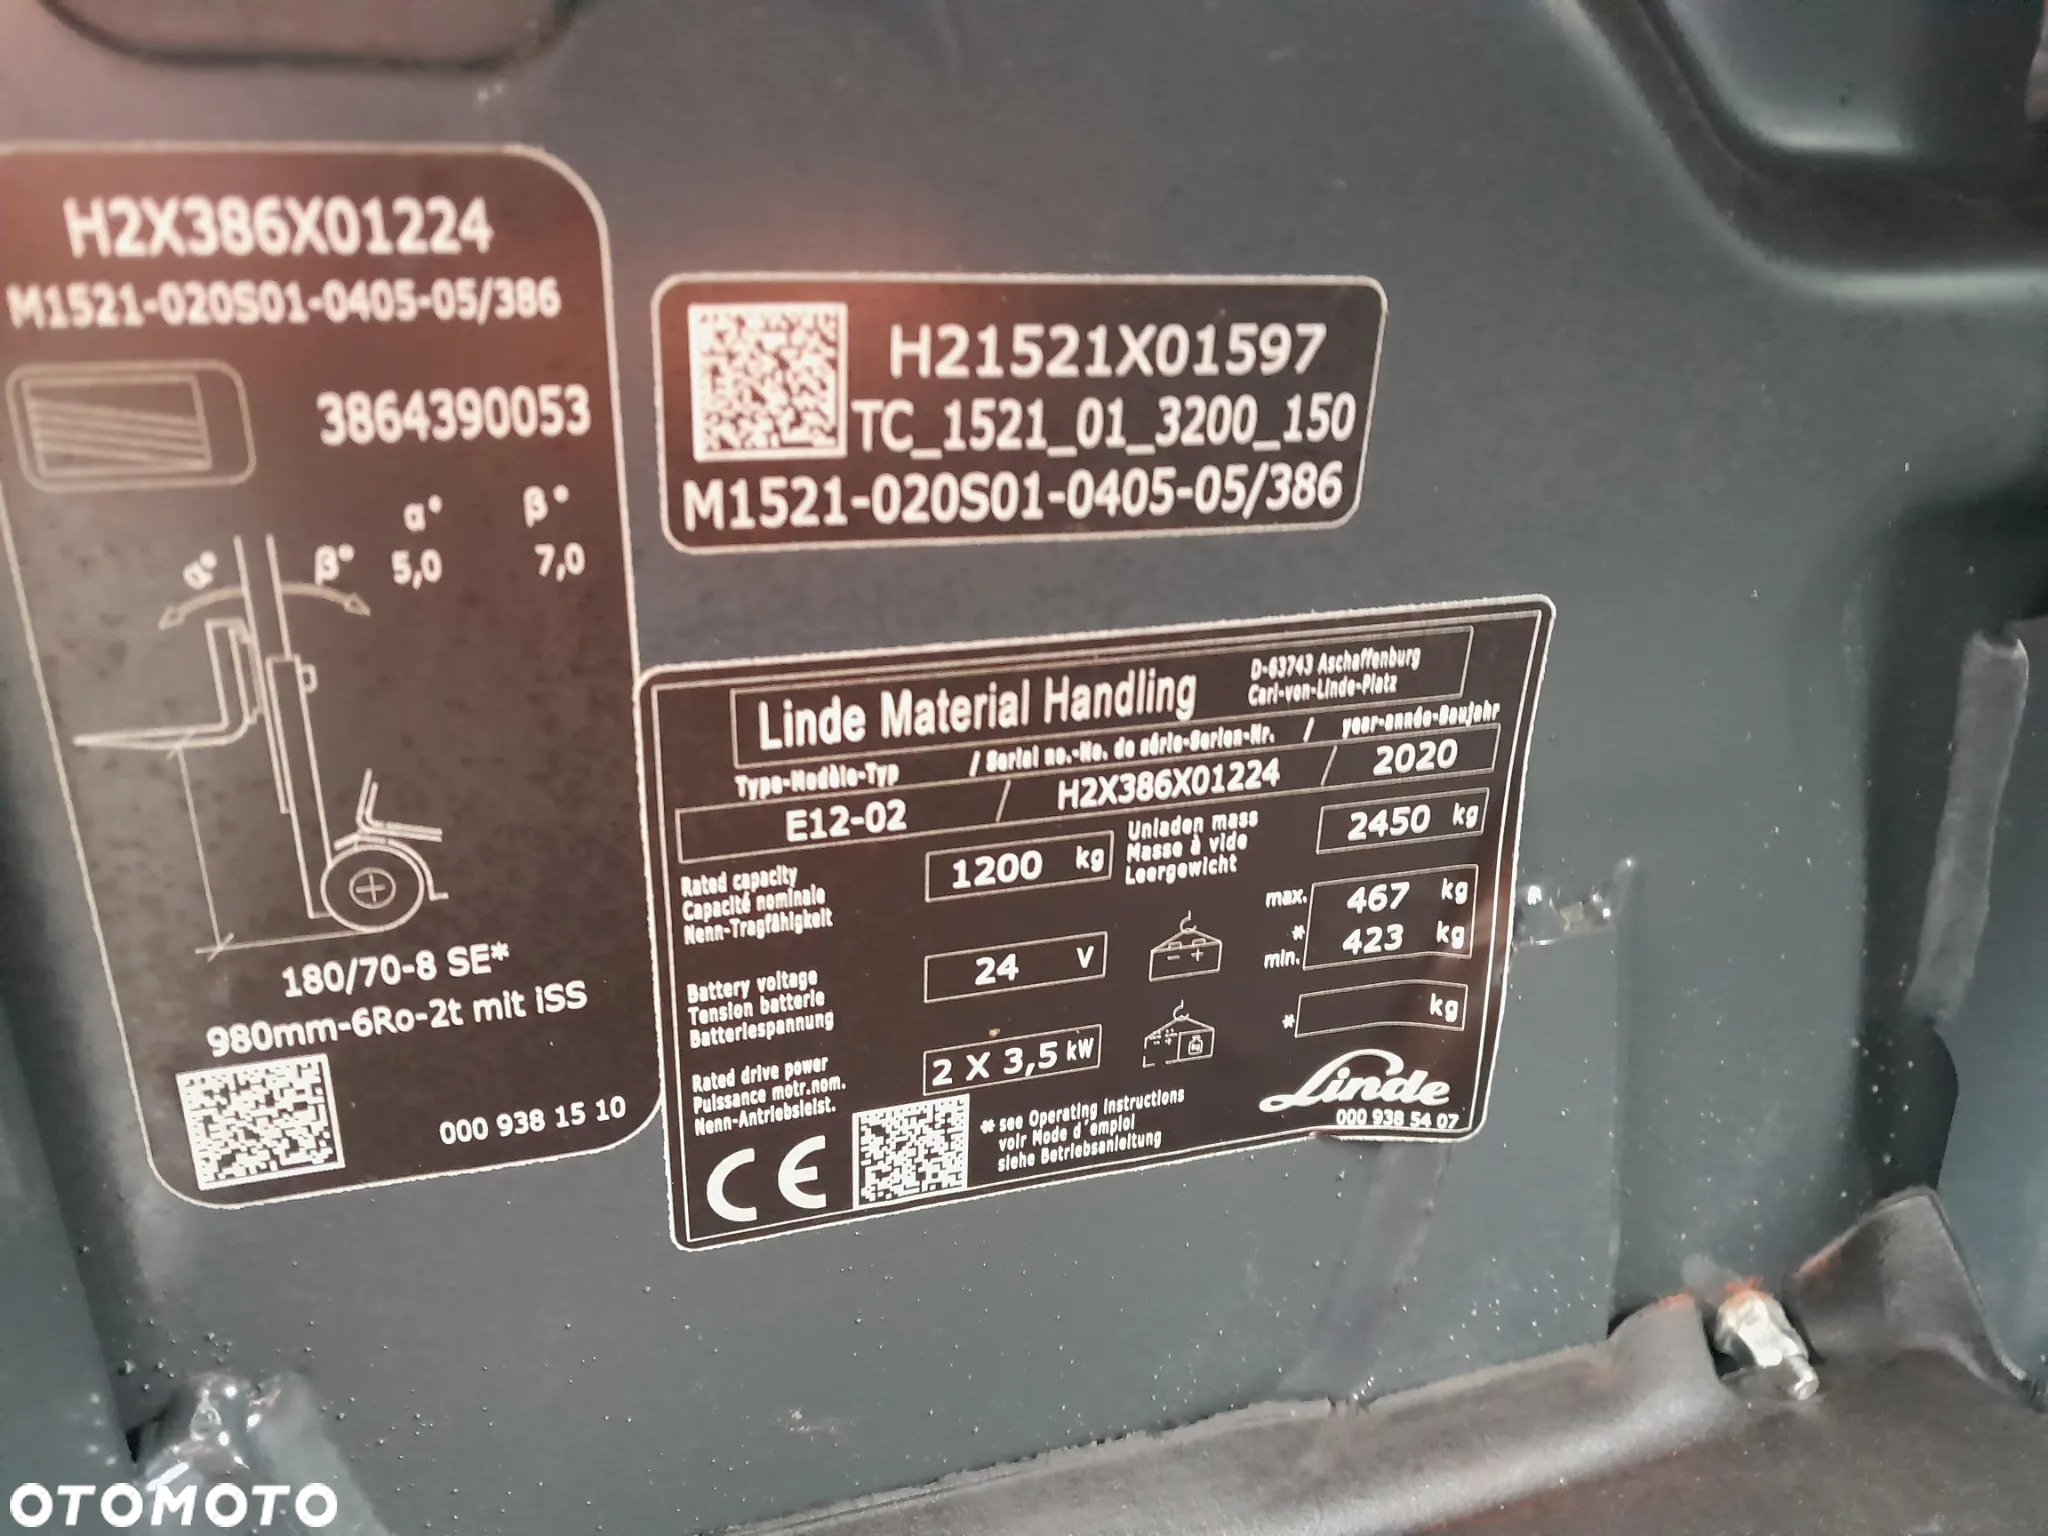 H2X386X01224
M1521-020S01-0405-05/386
3864390053
α° β°
5,0 7,0
α° β°
180/70-8 SE*
980mm-6Ro-2t mit iSS
000 938 15 10
H21521X01597
TC_1521_01_3200_150
M1521-020S01-0405-05/386
Linde Material Handling
D-63743 Aschaffenburg
Carl-von-Linde-Platz
Type-Modèle-Typ / Serial no.-No. de série-Serien-Nr. / year-année-Baujahr
E12-02 / H2X386X01224 / 2020
Rated capacity
Capacité nominale
Nenn-Tragfähigkeit
1200 kg
Unladen mass
Masse à vide
Leergewicht
2450 kg
Battery voltage
Tension batterie
Batteriespannung
24 V
max. 467 kg
*
min. 423 kg
Rated drive power
Puissance motr.nom.
Nenn-Antriebsleist.
2 X 3,5 kW
* kg
CE
* see Operating Instructions
voir Mode d'emploi
siehe Betriebsanleitung
Linde
000 938 54 07
OTOMOTO